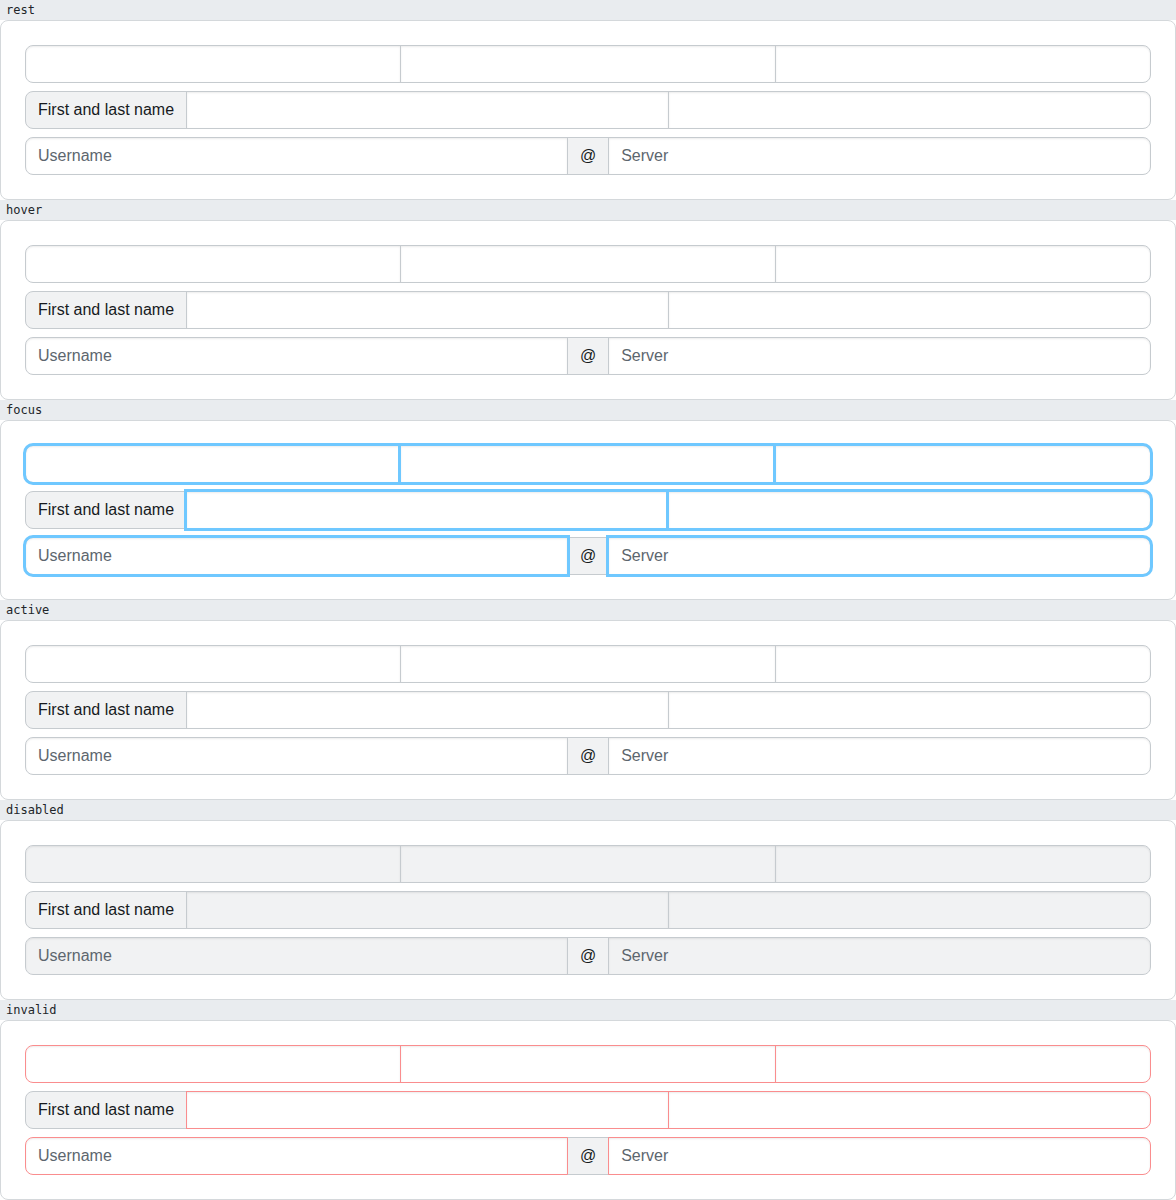 rest
First and last name
Username @ Server
hover
First and last name
Username @ Server
focus
First and last name
Username @ Server
active
First and last name
Username @ Server
disabled
First and last name
Username @ Server
invalid
First and last name
Username @ Server